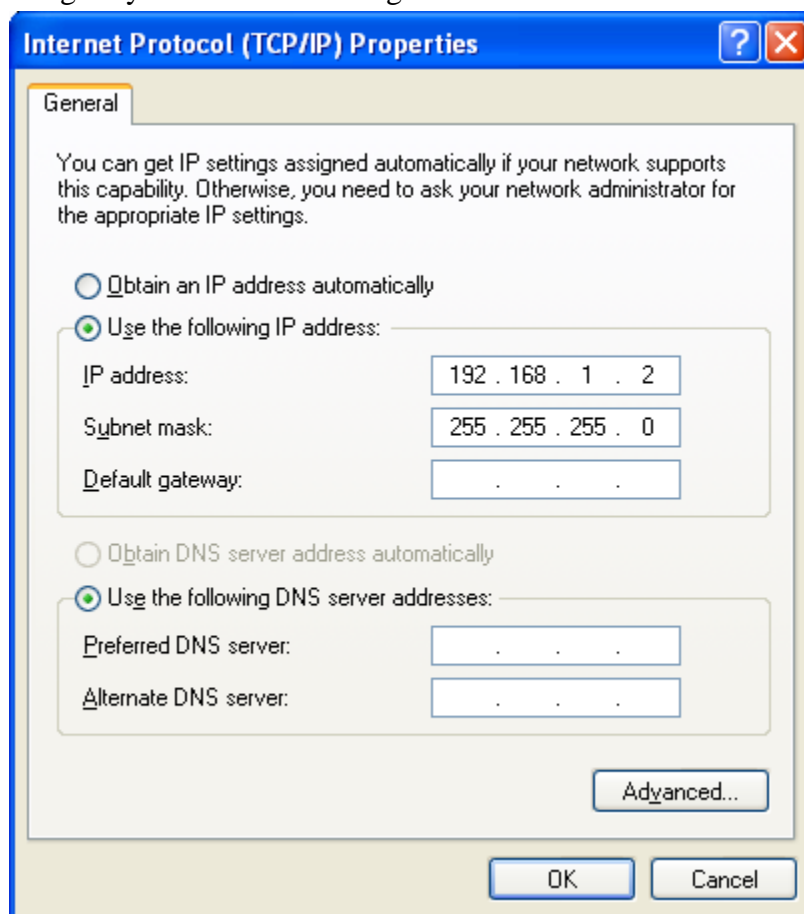 Internet Protocol (TCP/IP) Properties
General
You can get IP settings assigned automatically if your network supports
this capability. Otherwise, you need to ask your network administrator for
the appropriate IP settings.
Obtain an IP address automatically
Use the following IP address:
IP address: 192 . 168 . 1 . 2
Subnet mask: 255 . 255 . 255 . 0
Default gateway: . . .
Obtain DNS server address automatically
Use the following DNS server addresses:
Preferred DNS server: . . .
Alternate DNS server: . . .
Advanced...
OK Cancel